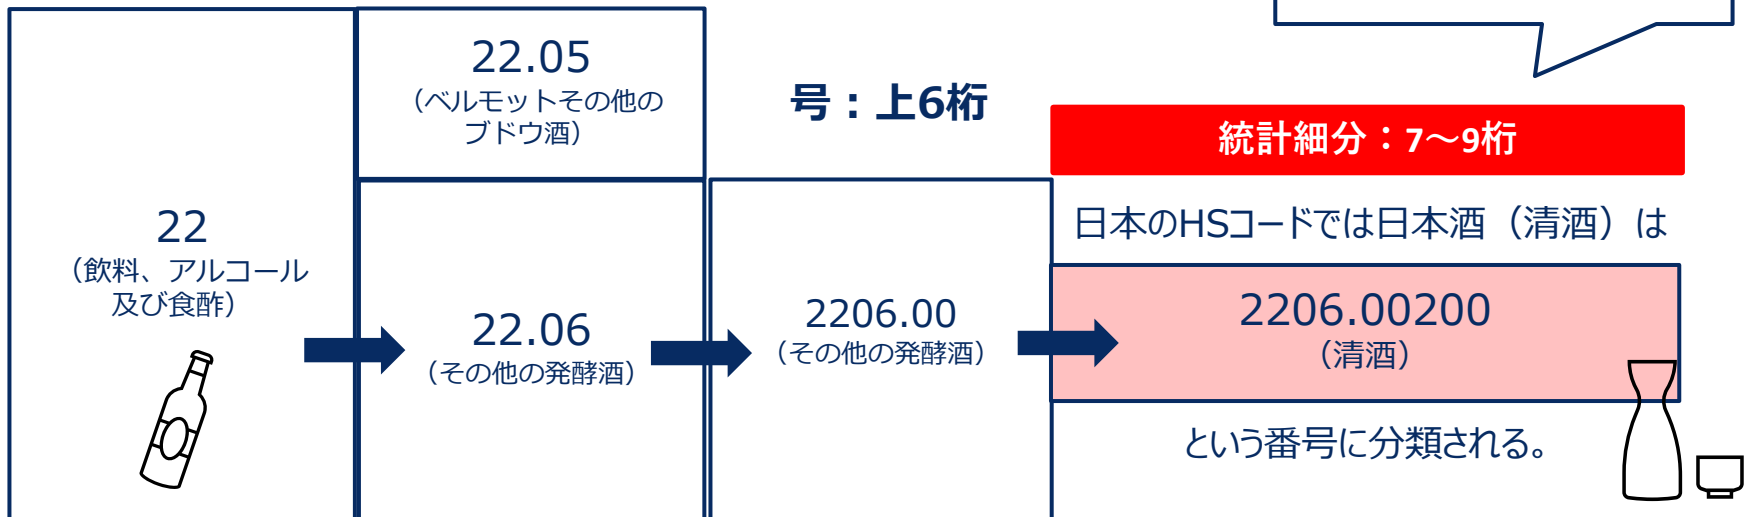 22
（飲料、アルコール
及び食酢）
22.05
（ベルモットその他の
ブドウ酒）
22.06
（その他の発酵酒）
号：上6桁
2206.00
（その他の発酵酒）
統計細分：7～9桁
日本のHSコードでは日本酒（清酒）は
2206.00200
（清酒）
という番号に分類される。